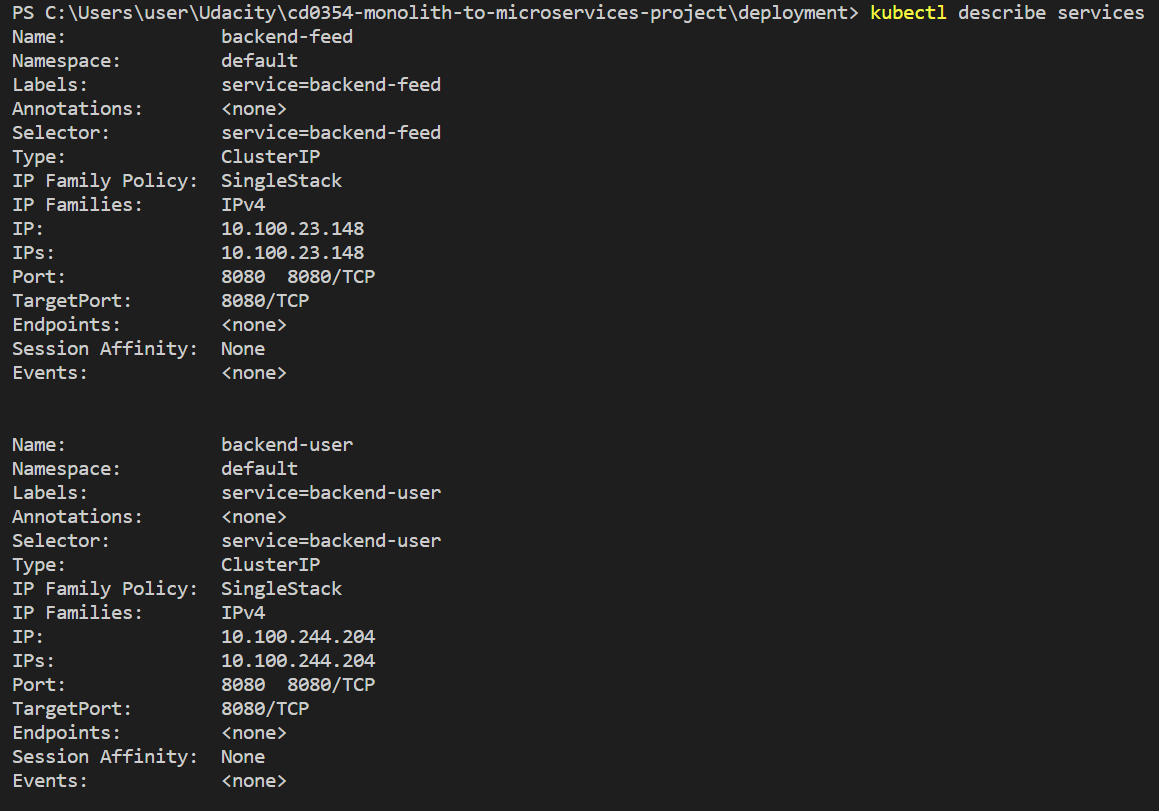 PS C:\Users\user\Udacity\cd0354-monolith-to-microservices-project\deployment> kubectl describe services
Name:              backend-feed
Namespace:         default
Labels:            service=backend-feed
Annotations:       <none>
Selector:          service=backend-feed
Type:              ClusterIP
IP Family Policy:  SingleStack
IP Families:       IPv4
IP:                10.100.23.148
IPs:               10.100.23.148
Port:              8080  8080/TCP
TargetPort:        8080/TCP
Endpoints:         <none>
Session Affinity:  None
Events:            <none>
Name:              backend-user
Namespace:         default
Labels:            service=backend-user
Annotations:       <none>
Selector:          service=backend-user
Type:              ClusterIP
IP Family Policy:  SingleStack
IP Families:       IPv4
IP:                10.100.244.204
IPs:               10.100.244.204
Port:              8080  8080/TCP
TargetPort:        8080/TCP
Endpoints:         <none>
Session Affinity:  None
Events:            <none>